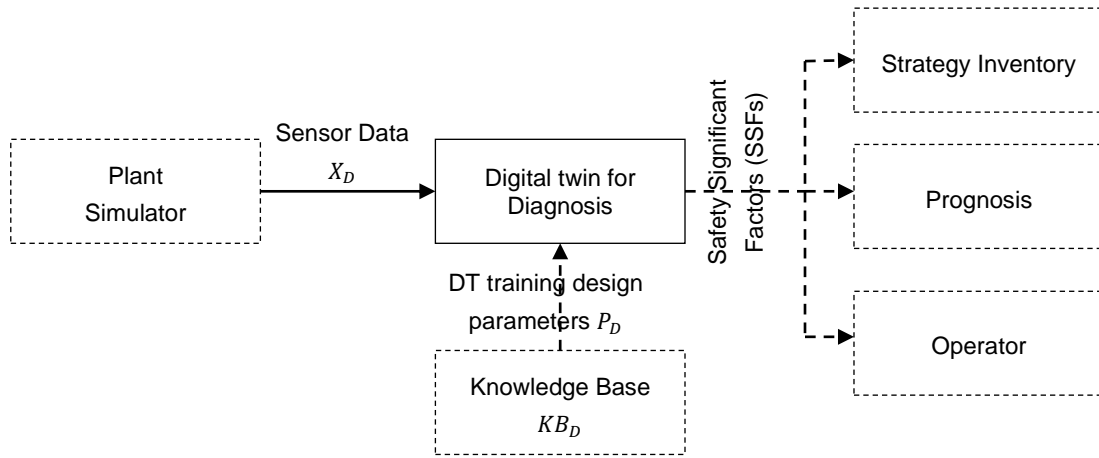 Plant
Simulator
Sensor Data
X_D
Digital twin for
Diagnosis
DT training design
parameters P_D
Knowledge Base
KB_D
Safety Significant
Factors (SSFs)
Strategy Inventory
Prognosis
Operator